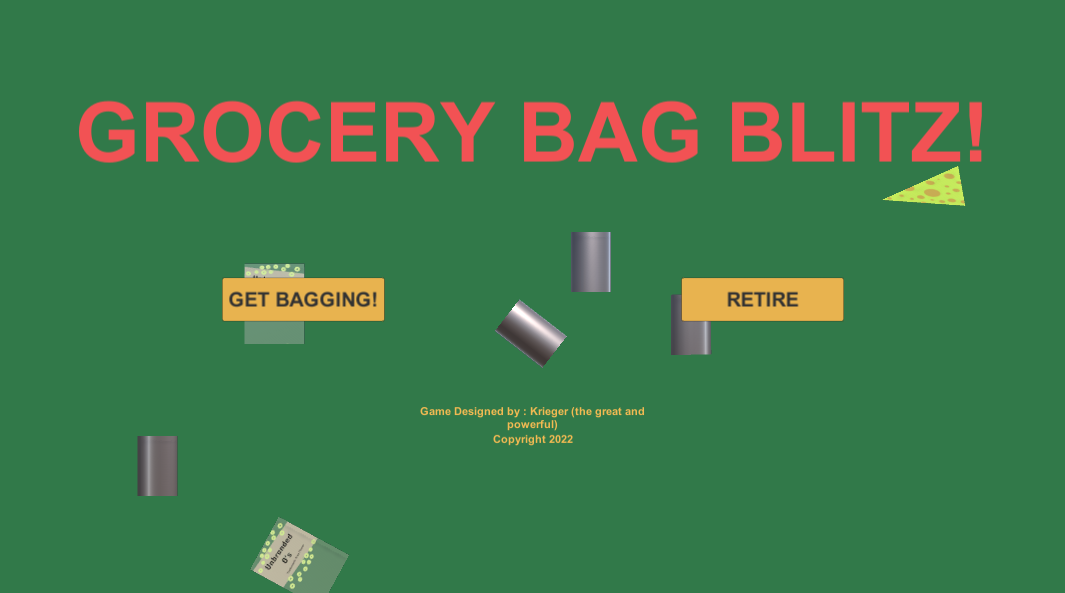 GROCERY BAG BLITZ!
GET BAGGING!
RETIRE
Game Designed by : Krieger (the great and
powerful)
Copyright 2022
Unbranded
O's